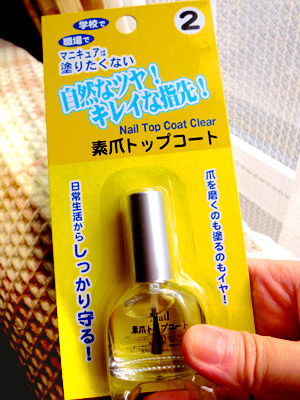 学校で
職場で
マニキュアは
塗りたくない
2
自然なツヤ!
キレイな指先!
Nail Top Coat Clear
素爪トップコート
爪を磨くのも塗るのもイヤ!
日常生活からしっかり守る!
Nail
素爪トップコート